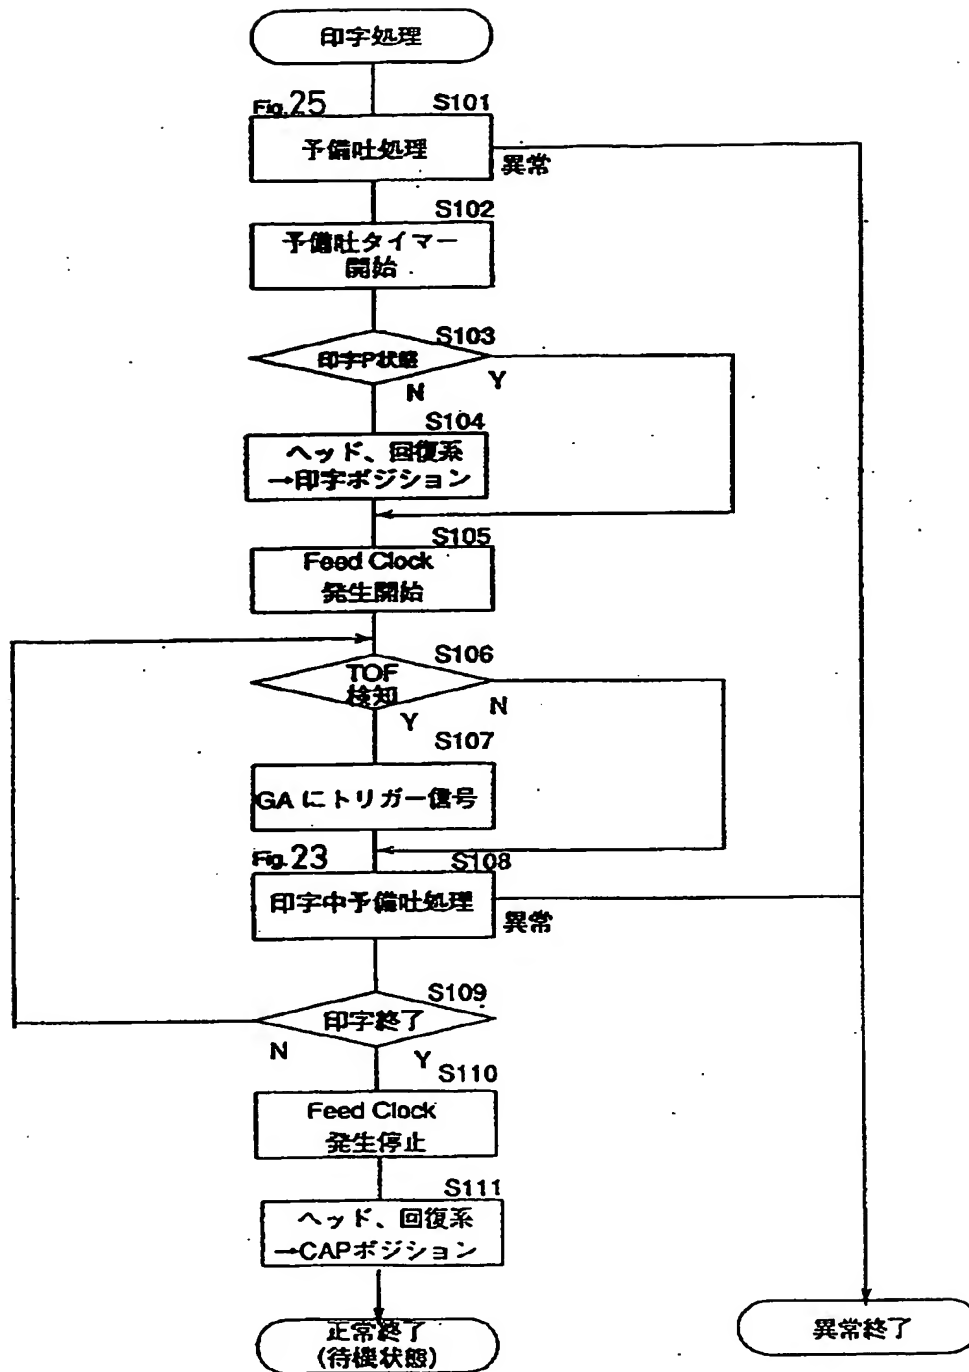 印字処理
Fig.25
S101
予備吐処理
異常
S102
予備吐タイマー
開始
S103
印字P状態
Y
N
S104
ヘッド、回復系
→印字ポジション
S105
Feed Clock
発生開始
S106
TOF
検知
N
Y
S107
GAにトリガー信号
Fig.23
S108
印字中予備吐処理
異常
S109
印字終了
N
Y
S110
Feed Clock
発生停止
S111
ヘッド、回復系
→CAPポジション
正常終了
(待機状態)
異常終了